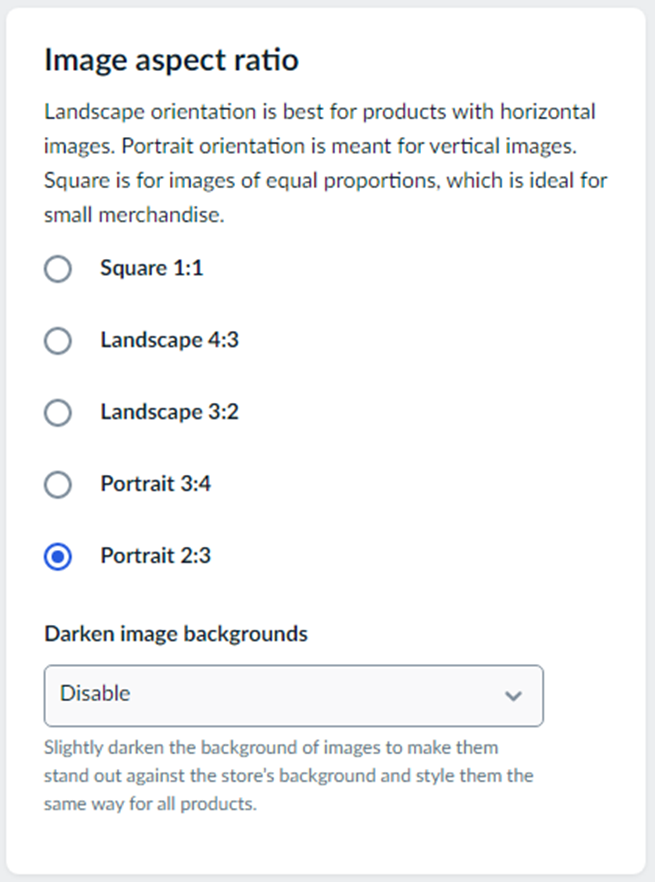 Image aspect ratio
Landscape orientation is best for products with horizontal
images. Portrait orientation is meant for vertical images.
Square is for images of equal proportions, which is ideal for
small merchandise.
Square 1:1
Landscape 4:3
Landscape 3:2
Portrait 3:4
Portrait 2:3
Darken image backgrounds
Disable
Slightly darken the background of images to make them
stand out against the store's background and style them the
same way for all products.